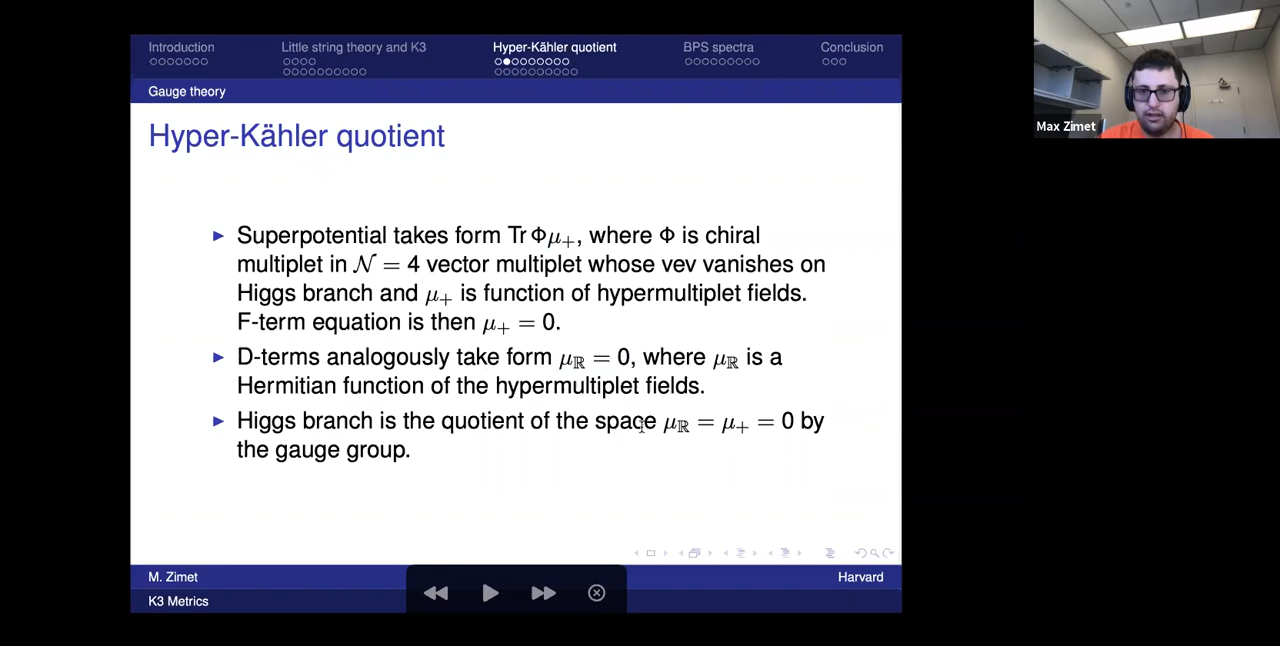 Introduction Little string theory and K3 Hyper-Kähler quotient BPS spectra Conclusion
Gauge theory
Hyper-Kähler quotient
Superpotential takes form Tr Φμ₊, where Φ is chiral
multiplet in 𝒩 = 4 vector multiplet whose vev vanishes on
Higgs branch and μ₊ is function of hypermultiplet fields.
F-term equation is then μ₊ = 0.
D-terms analogously take form μ_ℝ = 0, where μ_ℝ is a
Hermitian function of the hypermultiplet fields.
Higgs branch is the quotient of the space μ_ℝ = μ₊ = 0 by
the gauge group.
M. Zimet Harvard
K3 Metrics
Max Zimet